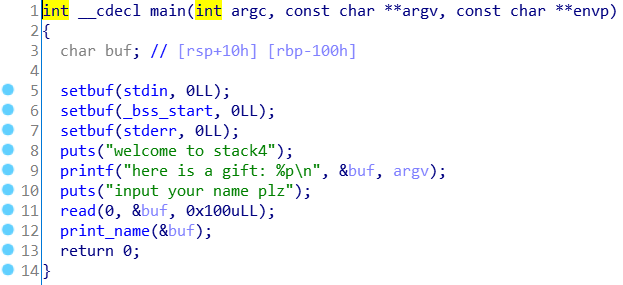 1 int __cdecl main(int argc, const char **argv, const char **envp)
2 {
3   char buf; // [rsp+10h] [rbp-100h]
4
5   setbuf(stdin, 0LL);
6   setbuf(_bss_start, 0LL);
7   setbuf(stderr, 0LL);
8   puts("welcome to stack4");
9   printf("here is a gift: %p\n", &buf, argv);
10   puts("input your name plz");
11   read(0, &buf, 0x100uLL);
12   print_name(&buf);
13   return 0;
14 }